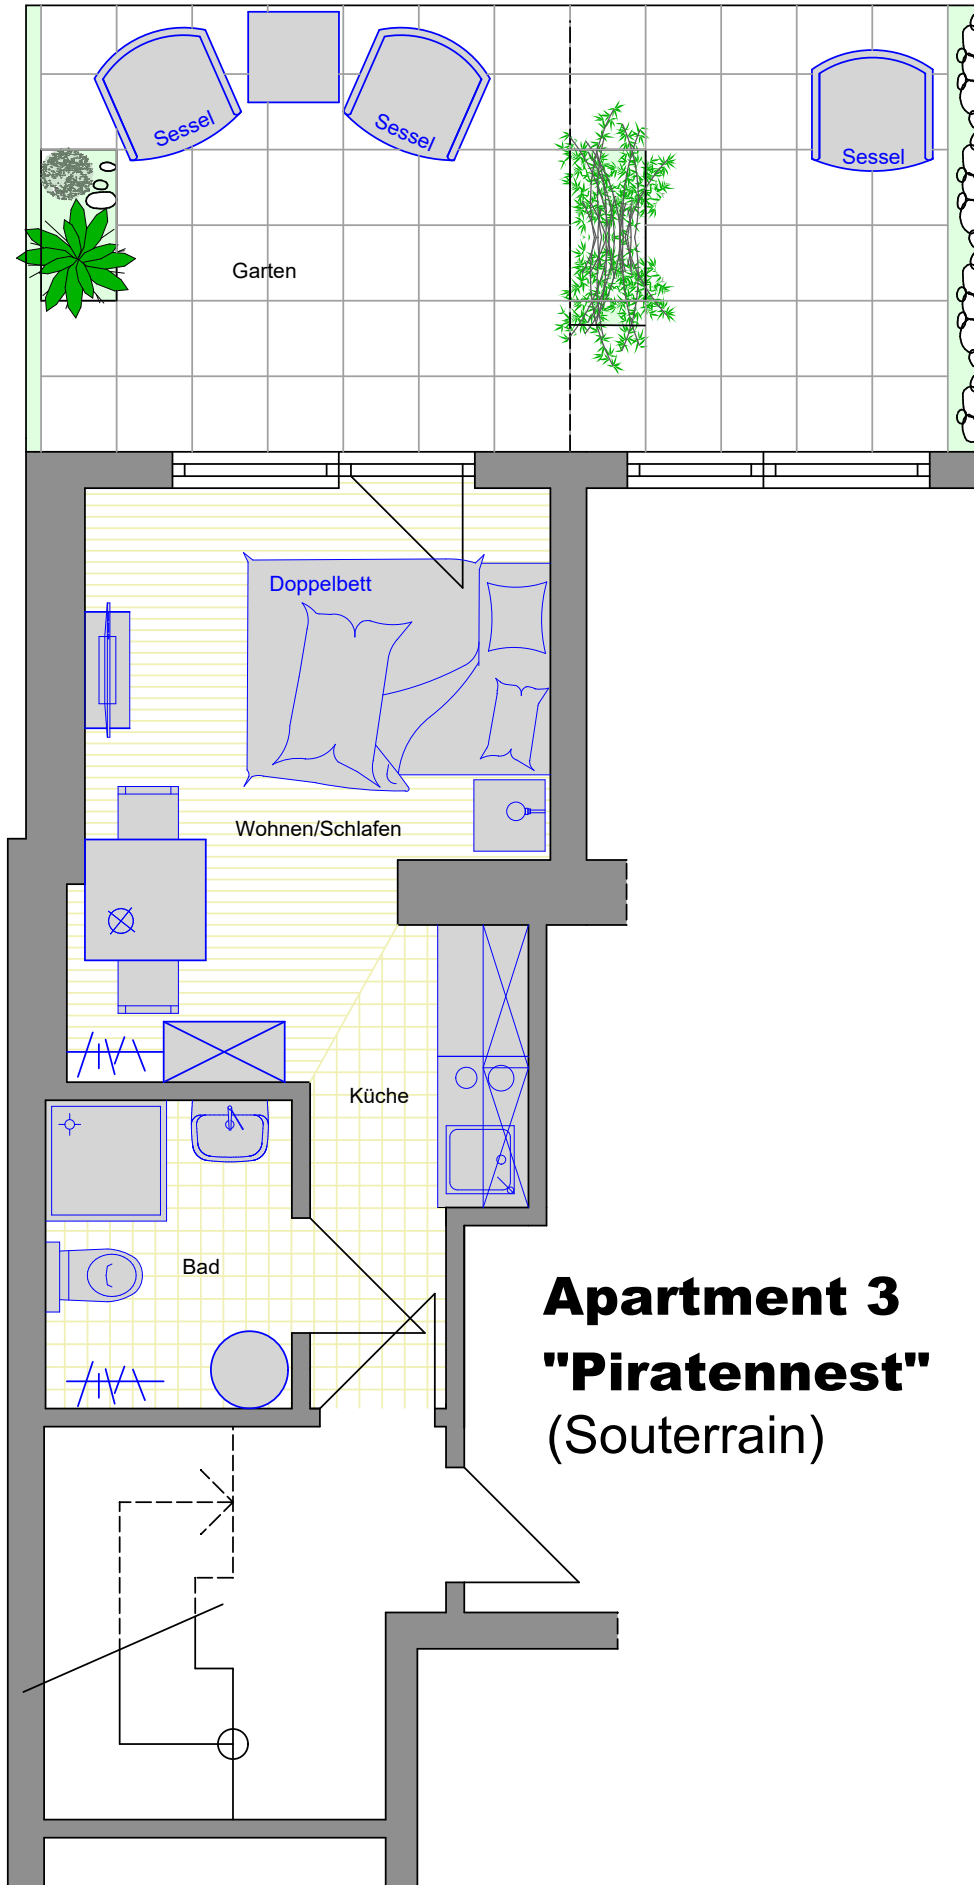 Sessel
Sessel
Sessel
Garten
Doppelbett
Wohnen/Schlafen
Küche
Bad
Apartment 3
"Piratennest"
(Souterrain)